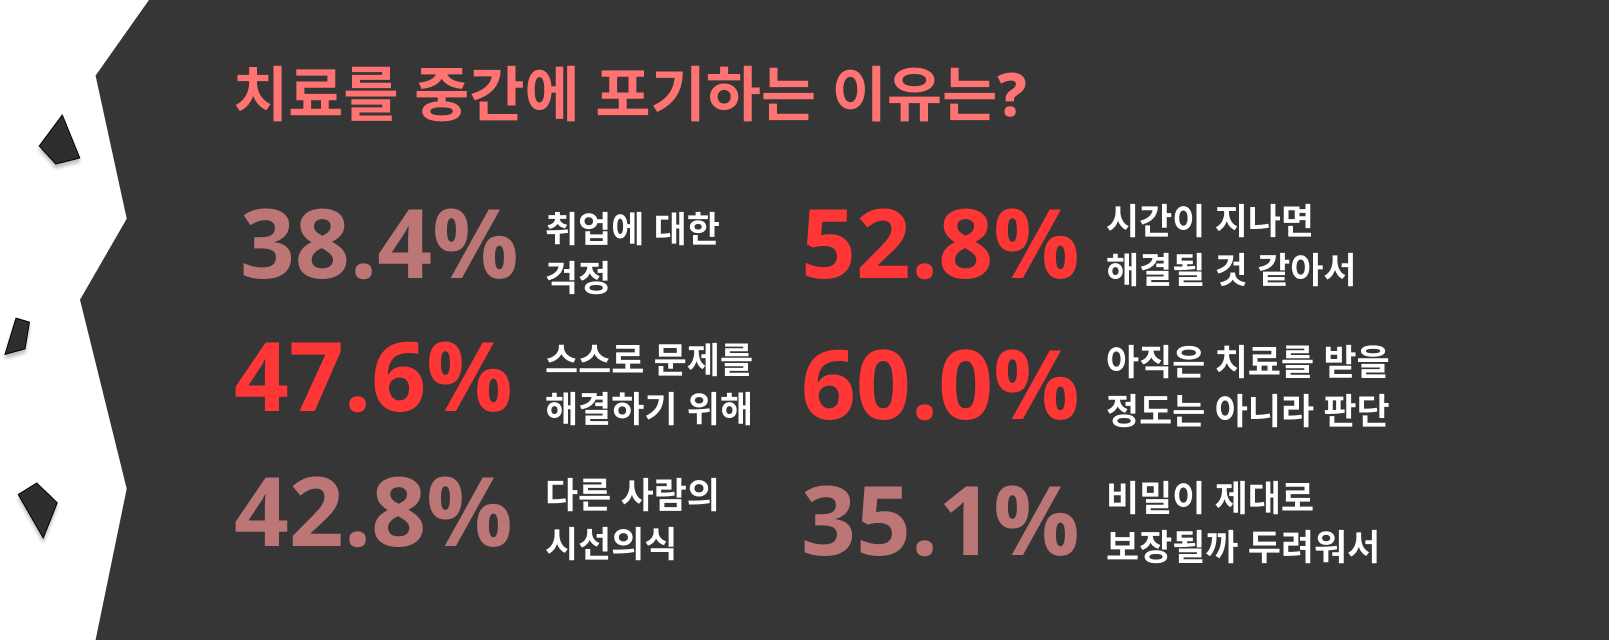 치료를 중간에 포기하는 이유는?
38.4%
취업에 대한
걱정
52.8%
시간이 지나면
해결될 것 같아서
47.6%
스스로 문제를
해결하기 위해
60.0%
아직은 치료를 받을
정도는 아니라 판단
42.8%
다른 사람의
시선의식
35.1%
비밀이 제대로
보장될까 두려워서